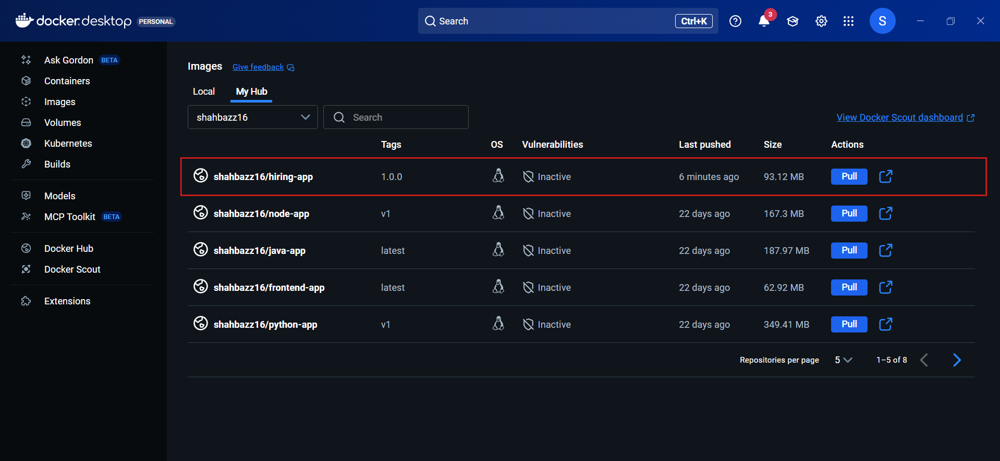 docker.desktop PERSONAL
Search Ctrl+K
3
S
Ask Gordon BETA
Containers
Images
Volumes
Kubernetes
Builds
Models
MCP Toolkit BETA
Docker Hub
Docker Scout
Extensions
Images Give feedback
Local My Hub
shahbazz16 Search View Docker Scout dashboard
Tags OS Vulnerabilities Last pushed Size Actions
shahbazz16/hiring-app 1.0.0 Inactive 6 minutes ago 93.12 MB Pull
shahbazz16/node-app v1 Inactive 22 days ago 167.3 MB Pull
shahbazz16/java-app latest Inactive 22 days ago 187.97 MB Pull
shahbazz16/frontend-app latest Inactive 22 days ago 62.92 MB Pull
shahbazz16/python-app v1 Inactive 22 days ago 349.41 MB Pull
Repositories per page 5 1–5 of 8